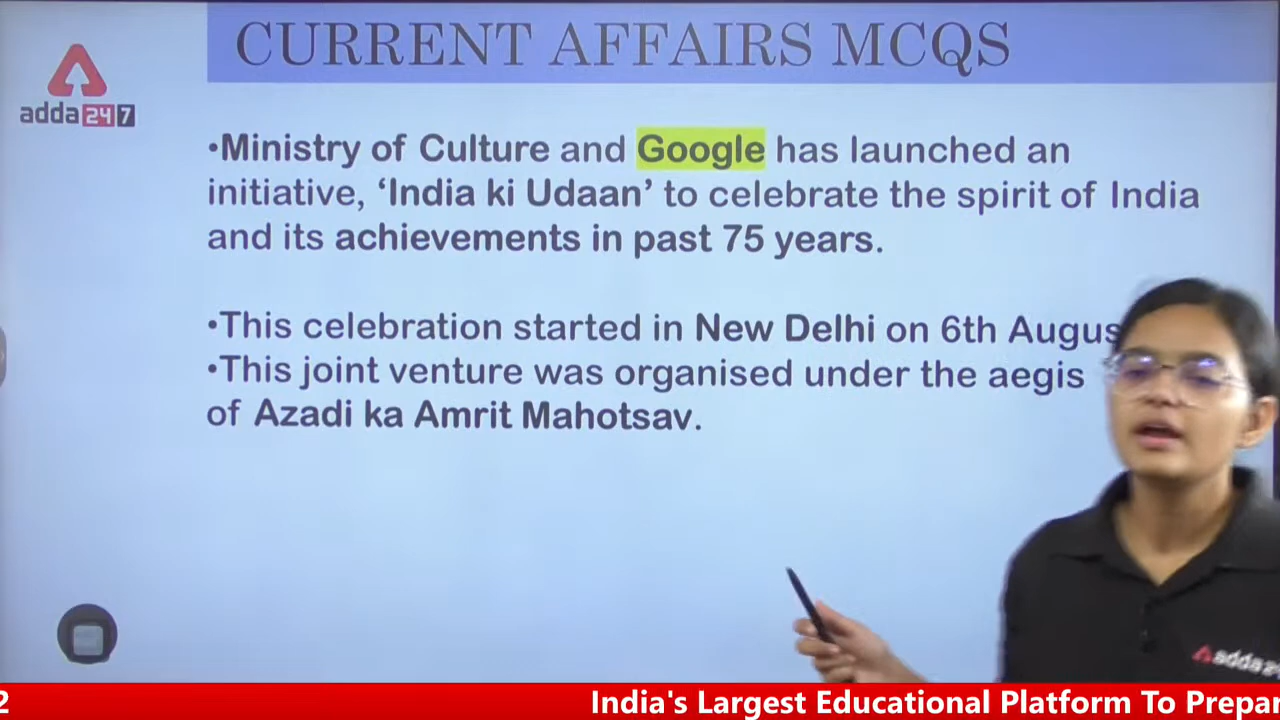 CURRENT AFFAIRS MCQS
adda247
•Ministry of Culture and Google has launched an
initiative, ‘India ki Udaan’ to celebrate the spirit of India
and its achievements in past 75 years.
•This celebration started in New Delhi on 6th Augus
•This joint venture was organised under the aegis
of Azadi ka Amrit Mahotsav.
adda24
2
India's Largest Educational Platform To Prepar